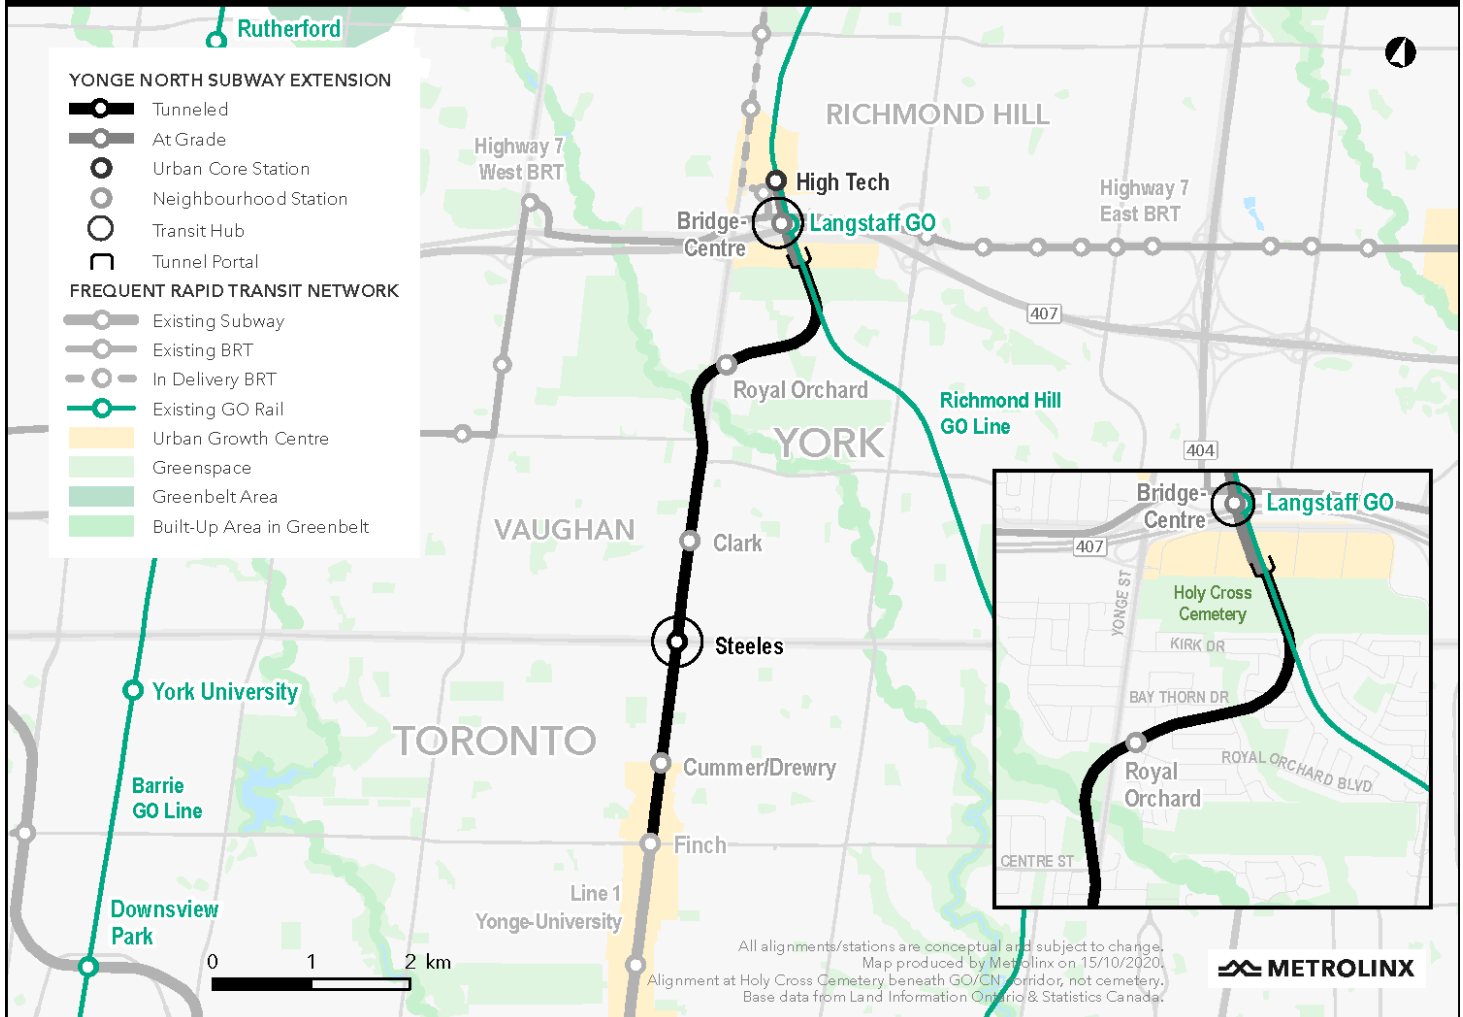 Rutherford
YONGE NORTH SUBWAY EXTENSION
Tunneled
At Grade
Urban Core Station
Neighbourhood Station
Transit Hub
Tunnel Portal
FREQUENT RAPID TRANSIT NETWORK
Existing Subway
Existing BRT
In Delivery BRT
Existing GO Rail
Urban Growth Centre
Greenspace
Greenbelt Area
Built-Up Area in Greenbelt
RICHMOND HILL
Highway 7
West BRT
High Tech
Highway 7
East BRT
Bridge-
Centre
Langstaff GO
407
Royal Orchard
Richmond Hill
GO Line
YORK
404
VAUGHAN
Clark
Steeles
York University
TORONTO
Cummer/Drewry
Barrie
GO Line
Finch
Line 1
Yonge-University
Downsview
Park
0 1 2 km
Bridge-
Centre
Langstaff GO
407
YONGE ST
Holy Cross
Cemetery
KIRK DR
BAY THORN DR
ROYAL ORCHARD BLVD
Royal
Orchard
CENTRE ST
All alignments/stations are conceptual and subject to change.
Map produced by Metrolinx on 15/10/2020.
Alignment at Holy Cross Cemetery beneath GO/CN corridor, not cemetery.
Base data from Land Information Ontario & Statistics Canada.
METROLINX